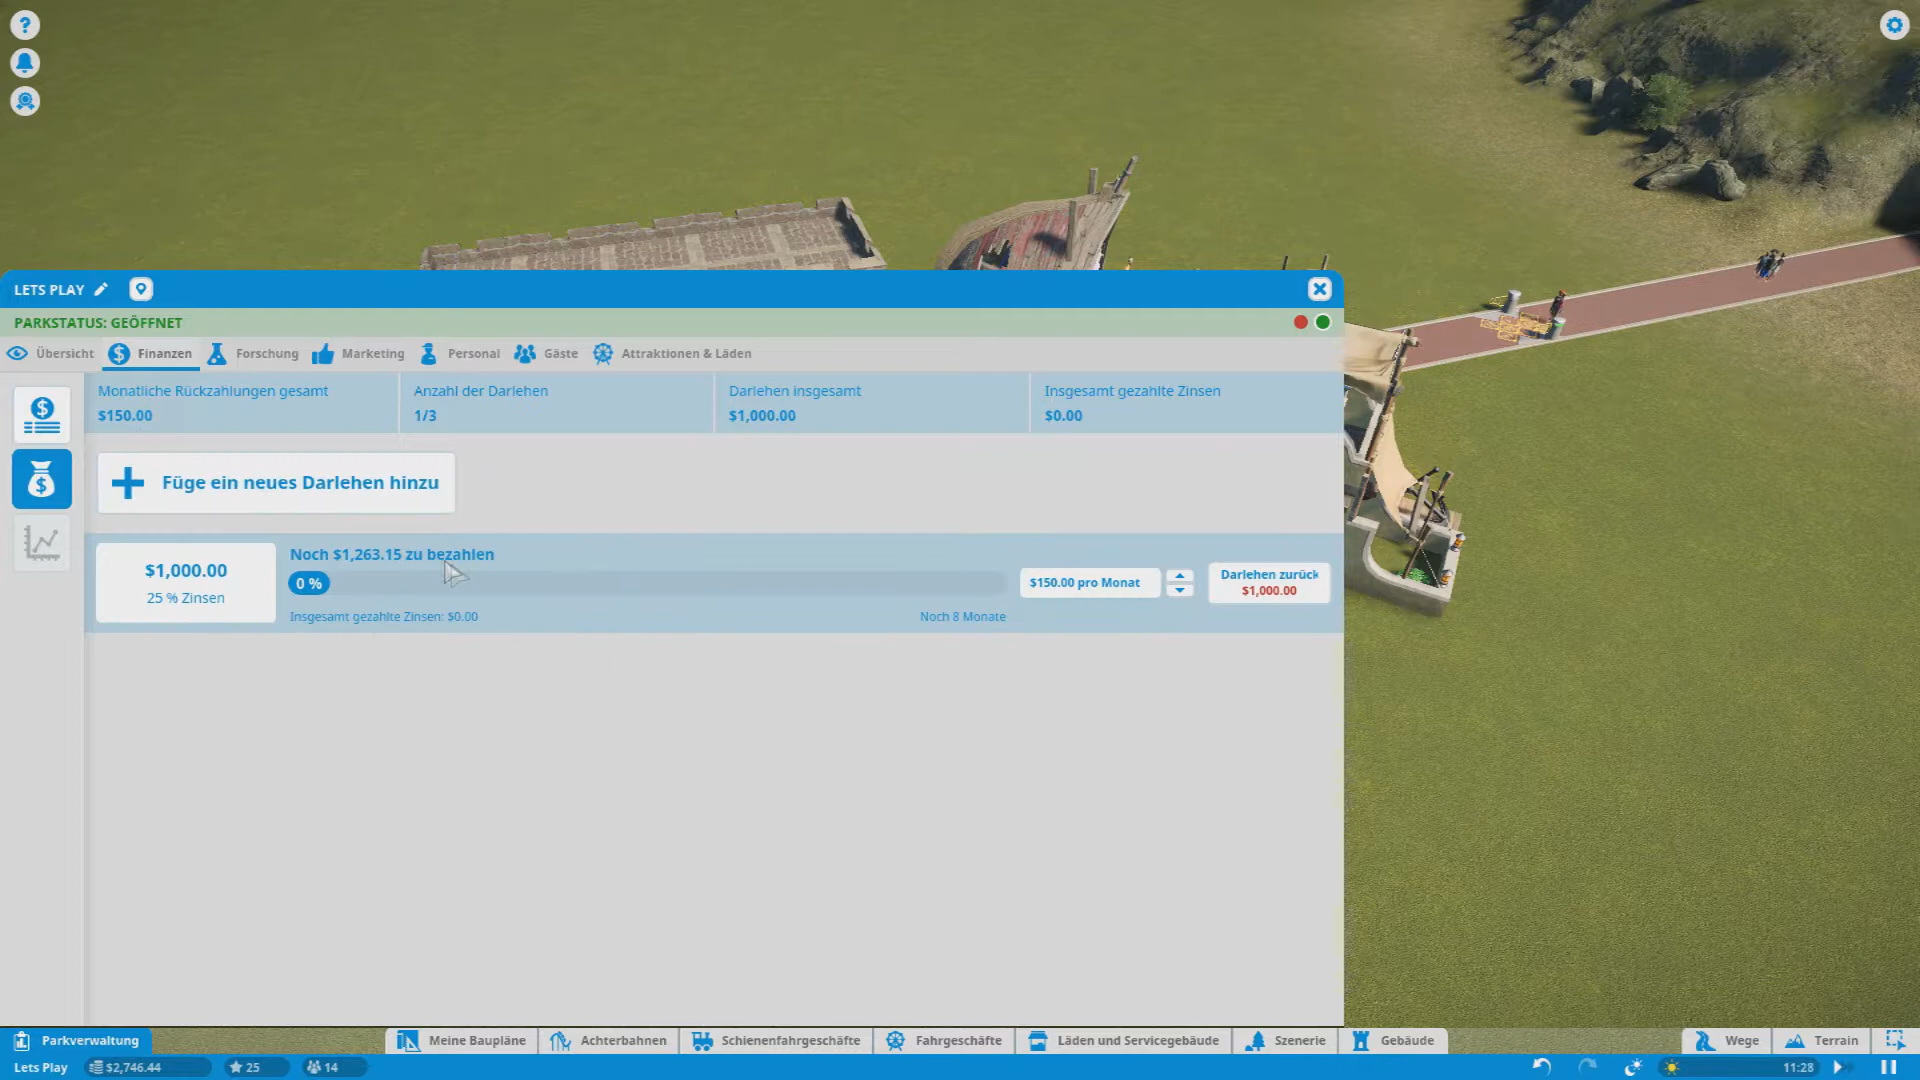 ?
LETS PLAY
PARKSTATUS: GEÖFFNET
Übersicht
Finanzen
Forschung
Marketing
Personal
Gäste
Attraktionen & Läden
Monatliche Rückzahlungen gesamt
$150.00
Anzahl der Darlehen
1/3
Darlehen insgesamt
$1,000.00
Insgesamt gezahlte Zinsen
$0.00
Füge ein neues Darlehen hinzu
$1,000.00
25 % Zinsen
Noch $1,263.15 zu bezahlen
0 %
Insgesamt gezahlte Zinsen: $0.00
Noch 8 Monate
$150.00 pro Monat
Darlehen zurück
$1,000.00
Parkverwaltung
Meine Baupläne
Achterbahnen
Schienenfahrgeschäfte
Fahrgeschäfte
Läden und Servicegebäude
Szenerie
Gebäude
Wege
Terrain
Lets Play
$2,746.44
25
14
11:28